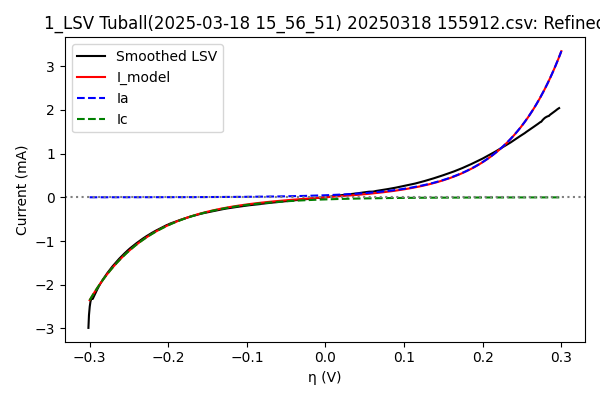 1_LSV Tuball(2025-03-18 15_56_51) 20250318 155912.csv: Refined
Smoothed LSV
I_model
Ia
Ic
Current (mA)
3
2
1
0
−1
−2
−3
−0.3 −0.2 −0.1 0.0 0.1 0.2 0.3
η (V)